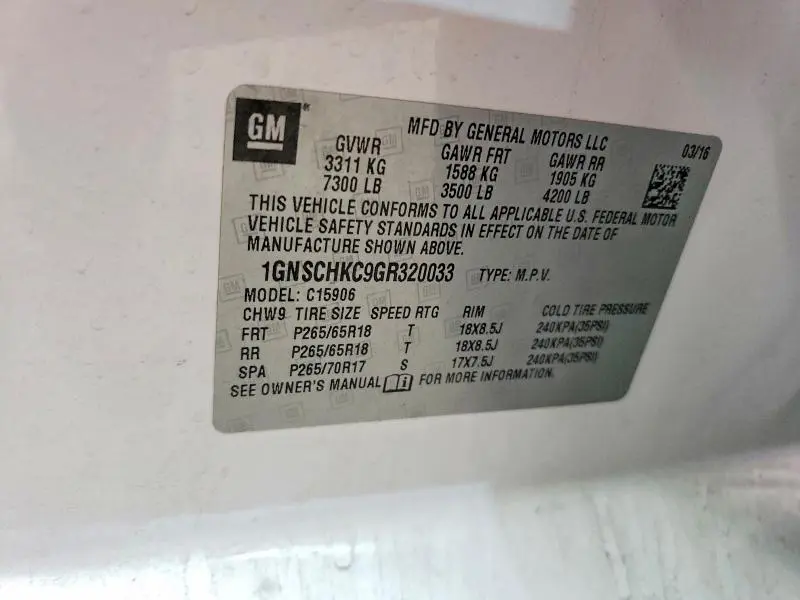 GM
MFD BY GENERAL MOTORS LLC 03/16
GVWR GAWR FRT GAWR RR
3311 KG 1588 KG 1905 KG
7300 LB 3500 LB 4200 LB
THIS VEHICLE CONFORMS TO ALL APPLICABLE U.S. FEDERAL MOTOR
VEHICLE SAFETY STANDARDS IN EFFECT ON THE DATE OF
MANUFACTURE SHOWN ABOVE.
1GNSCHKC9GR320033 TYPE: M.P.V.
MODEL: C15906
CHW9 TIRE SIZE SPEED RTG RIM COLD TIRE PRESSURE
FRT P265/65R18 T 18X8.5J 240KPA(35PSI)
RR P265/65R18 T 18X8.5J 240KPA(35PSI)
SPA P265/70R17 S 17X7.5J 240KPA(35PSI)
SEE OWNER'S MANUAL FOR MORE INFORMATION.